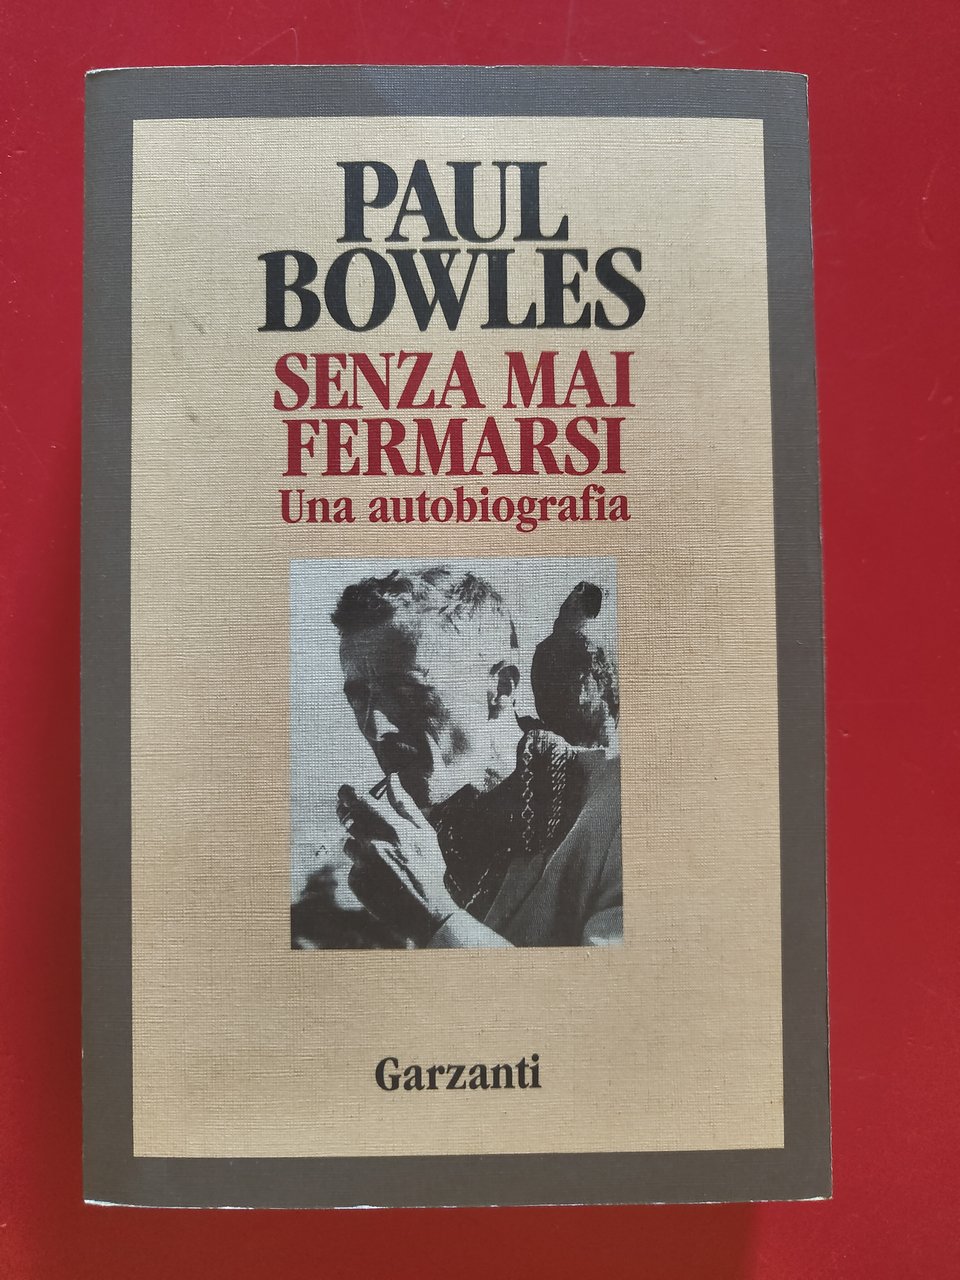 PAUL
BOWLES
SENZA MAI
FERMARSI
Una autobiografia
Garzanti